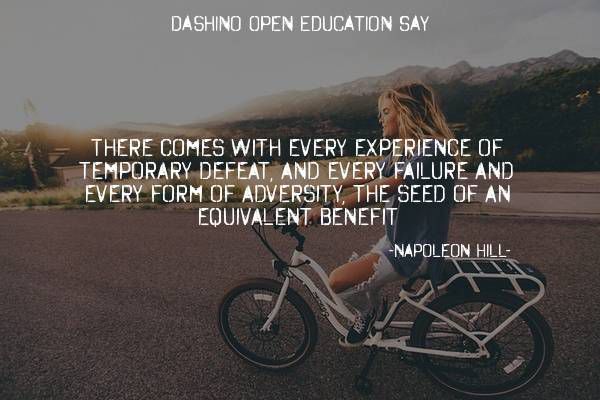 DASHINO OPEN EDUCATION SAY
THERE COMES WITH EVERY EXPERIENCE OF
TEMPORARY DEFEAT, AND EVERY FAILURE AND
EVERY FORM OF ADVERSITY, THE SEED OF AN
EQUIVALENT BENEFIT
-NAPOLEON HILL-